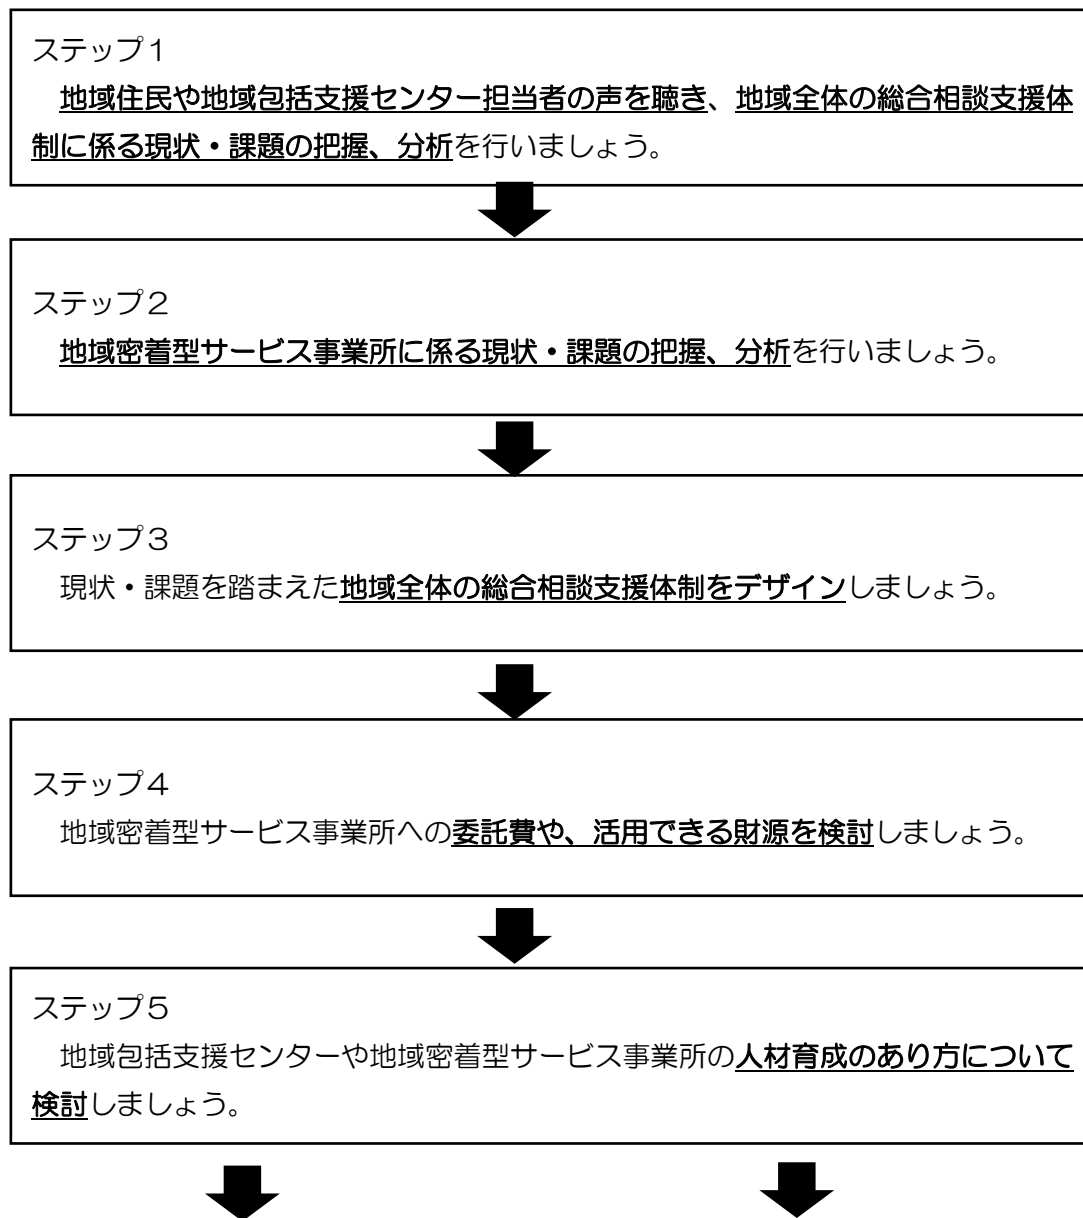 ステップ１
地域住民や地域包括支援センター担当者の声を聴き、地域全体の総合相談支援体
制に係る現状・課題の把握、分析を行いましょう。
ステップ２
地域密着型サービス事業所に係る現状・課題の把握、分析を行いましょう。
ステップ３
現状・課題を踏まえた地域全体の総合相談支援体制をデザインしましょう。
ステップ４
地域密着型サービス事業所への委託費や、活用できる財源を検討しましょう。
ステップ５
地域包括支援センターや地域密着型サービス事業所の人材育成のあり方について
検討しましょう。